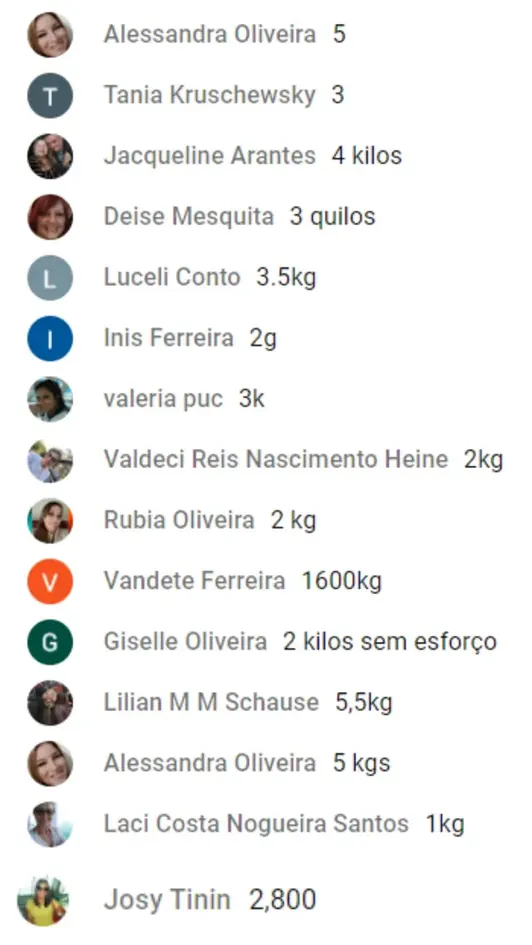 Alessandra Oliveira 5
T Tania Kruschewsky 3
Jacqueline Arantes 4 kilos
Deise Mesquita 3 quilos
L Luceli Conto 3.5kg
I Inis Ferreira 2g
valeria puc 3k
Valdeci Reis Nascimento Heine 2kg
Rubia Oliveira 2 kg
V Vandete Ferreira 1600kg
G Giselle Oliveira 2 kilos sem esforço
Lilian M M Schause 5,5kg
Alessandra Oliveira 5 kgs
Laci Costa Nogueira Santos 1kg
Josy Tinin 2,800